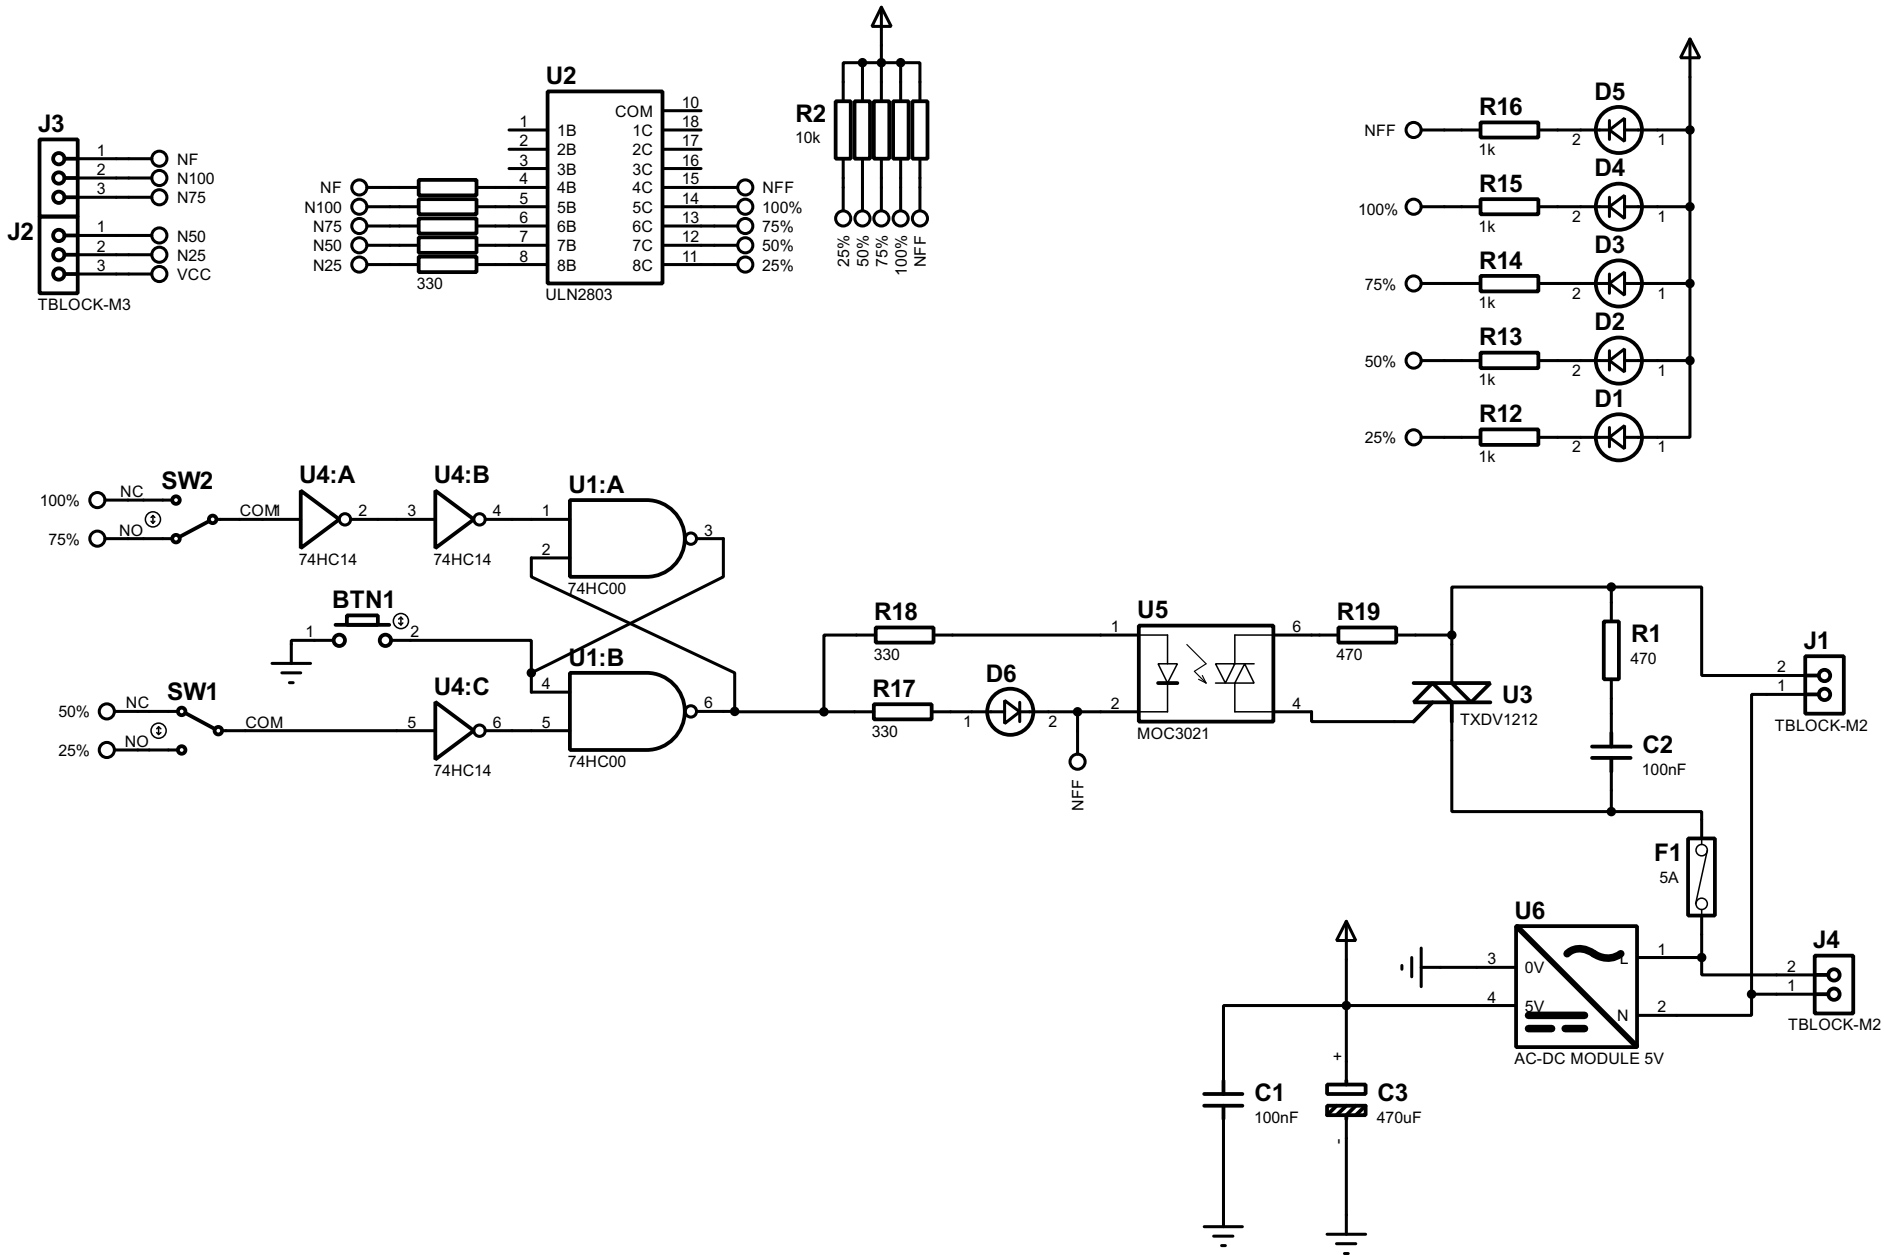 J3
1 NF
2 N100
3 N75
J2
1 N50
2 N25
3 VCC
TBLOCK-M3
U2
COM 10
1 1B 1C 18
2 2B 2C 17
3 3B 3C 16
NF 4 4B 4C 15 NFF
N100 5 5B 5C 14 100%
N75 6 6B 6C 13 75%
N50 7 7B 7C 12 50%
N25 8 8B 8C 11 25%
330
ULN2803
R2
10k
25% 50% 75% 100% NFF
D5
R16
NFF 2 1
1k
D4
R15
100% 2 1
1k
D3
R14
75% 2 1
1k
D2
R13
50% 2 1
1k
D1
R12
25% 2 1
1k
SW2
100% NC
75% NO
COM 1
U4:A
2
74HC14
U4:B
3 4
74HC14
U1:A
1
2
3
74HC00
BTN1
1 2
SW1
50% NC
COM
25% NO
U4:C
5 6
74HC14
U1:B
4
5
6
74HC00
R18
330
R17
330
D6
1 2
NFF
U5
1 6
2 4
MOC3021
R19
470
U3
TXDV1212
R1
470
C2
100nF
J1
2
1
TBLOCK-M2
F1
5A
U6
3 0V L 1
4 5V N 2
AC-DC MODULE 5V
J4
2
1
TBLOCK-M2
C1
100nF
+
C3
470uF
-